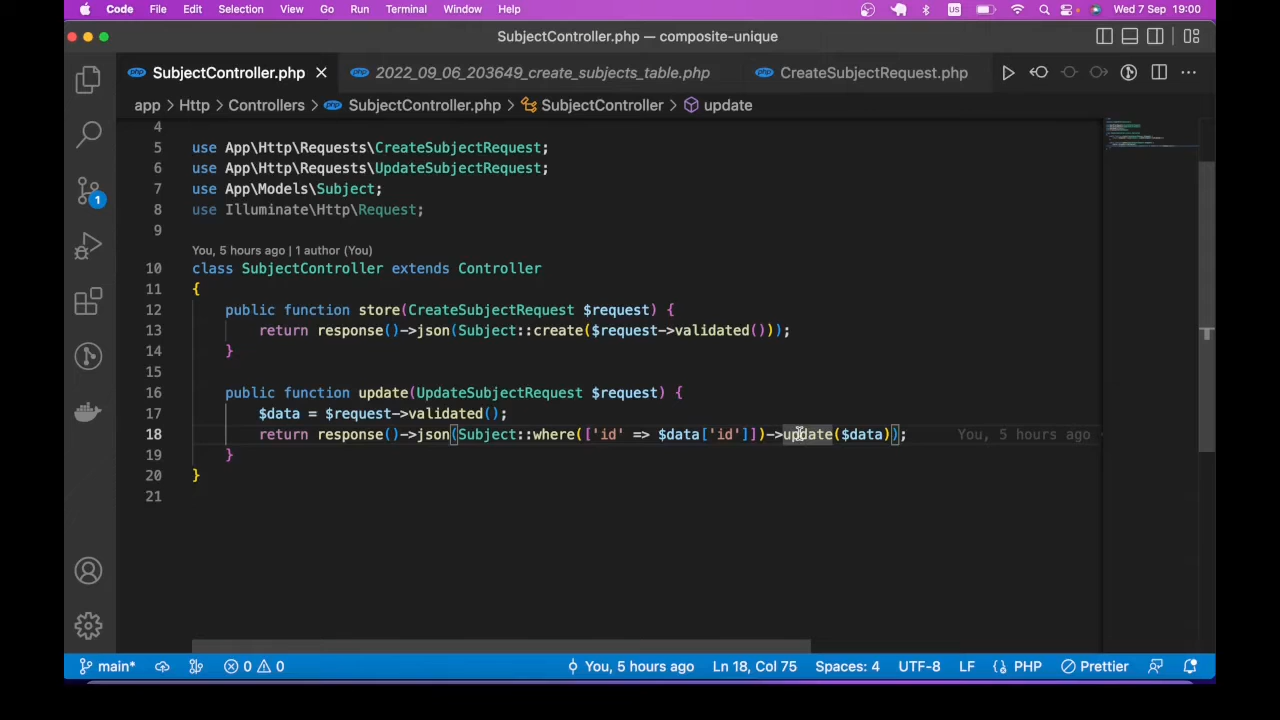 Code File Edit Selection View Go Run Terminal Window Help US Wed 7 Sep 19:00
SubjectController.php — composite-unique
php SubjectController.php php 2022_09_06_203649_create_subjects_table.php php CreateSubjectRequest.php
app > Http > Controllers > php SubjectController.php > SubjectController > update
4
5 use App\Http\Requests\CreateSubjectRequest;
6 use App\Http\Requests\UpdateSubjectRequest;
7 use App\Models\Subject;
8 use Illuminate\Http\Request;
9
You, 5 hours ago | 1 author (You)
10 class SubjectController extends Controller
11 {
12 public function store(CreateSubjectRequest $request) {
13 return response()->json(Subject::create($request->validated()));
14 }
15
16 public function update(UpdateSubjectRequest $request) {
17 $data = $request->validated();
18 return response()->json(Subject::where(['id' => $data['id']])->update($data)); You, 5 hours ago
19 }
20 }
21
1
main* 0 0 You, 5 hours ago Ln 18, Col 75 Spaces: 4 UTF-8 LF PHP Prettier